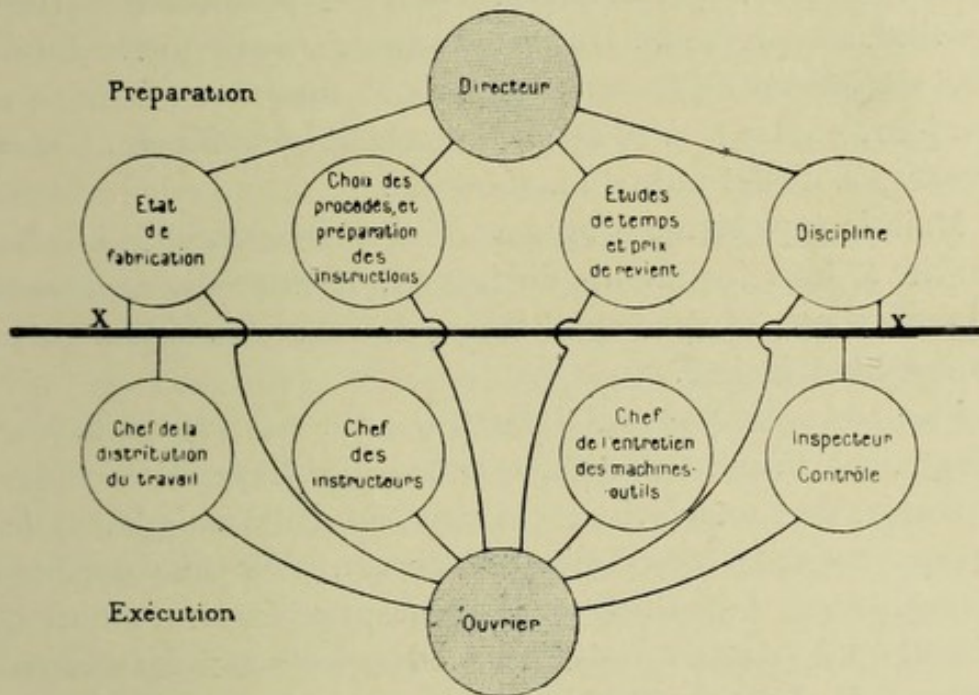 Préparation
Directeur
Etat
de
fabrication
Choix des
procédés, et
préparation
des
instructions
Etudes
de temps
et prix
de revient
Discipline
X
X
Chef de la
distribution
du travail
Chef
des
instructeurs
Chef
de l'entretien
des machines-
outils
Inspecteur
Contrôle
Exécution
Ouvrier